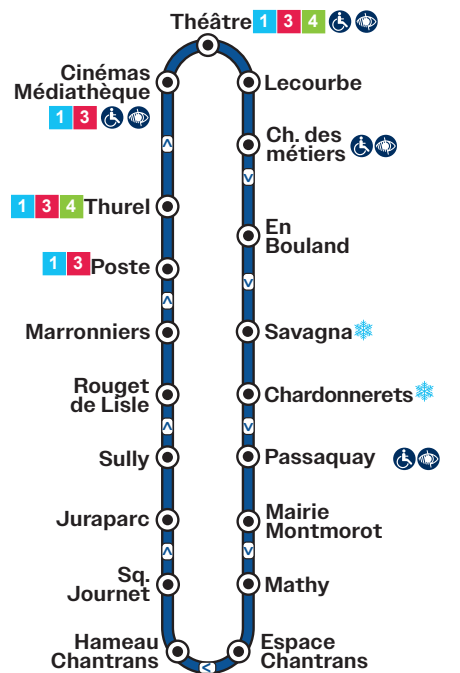 Théâtre 1 3 4
Cinémas
Médiathèque
1 3
Lecourbe
Ch. des
métiers
1 3 4 Thurel
En
Bouland
1 3 Poste
Marronniers
Savagna
Rouget
de Lisle
Chardonnerets
Sully
Passaquay
Juraparc
Mairie
Montmorot
Sq.
Journet
Mathy
Hameau
Chantrans
Espace
Chantrans